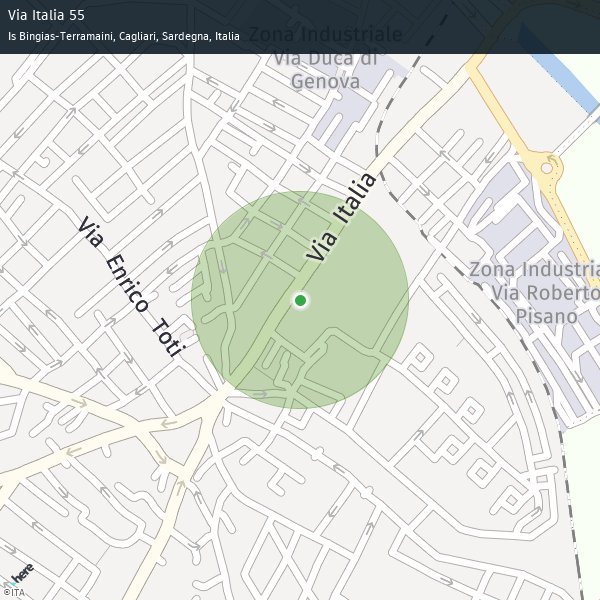 Via Italia 55
Is Bingias-Terramaini, Cagliari, Sardegna, Italia
Zona Industriale
Via Duca di
Genova
Via Italia
Via Enrico Toti
Zona Industria
Via Roberto
Pisano
here
©ITA